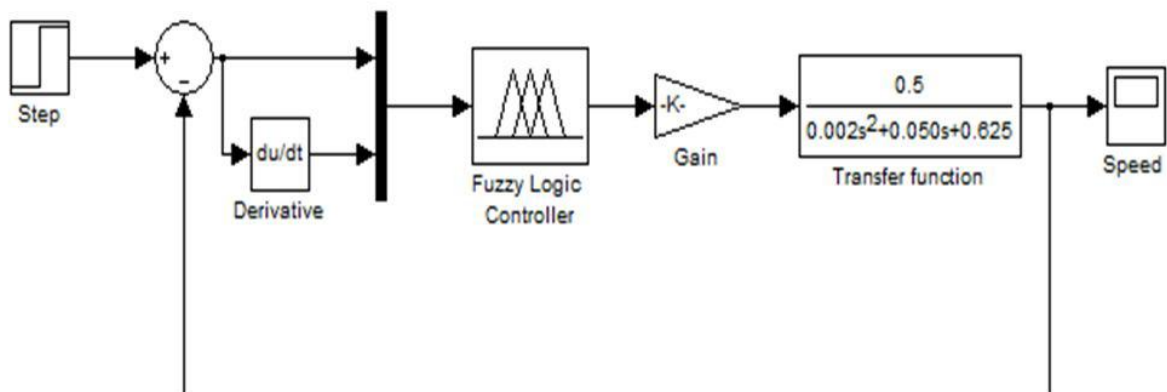 +
-
Step
du/dt
Derivative
Fuzzy Logic
Controller
-K-
Gain
0.5
0.002s²+0.050s+0.625
Transfer function
Speed